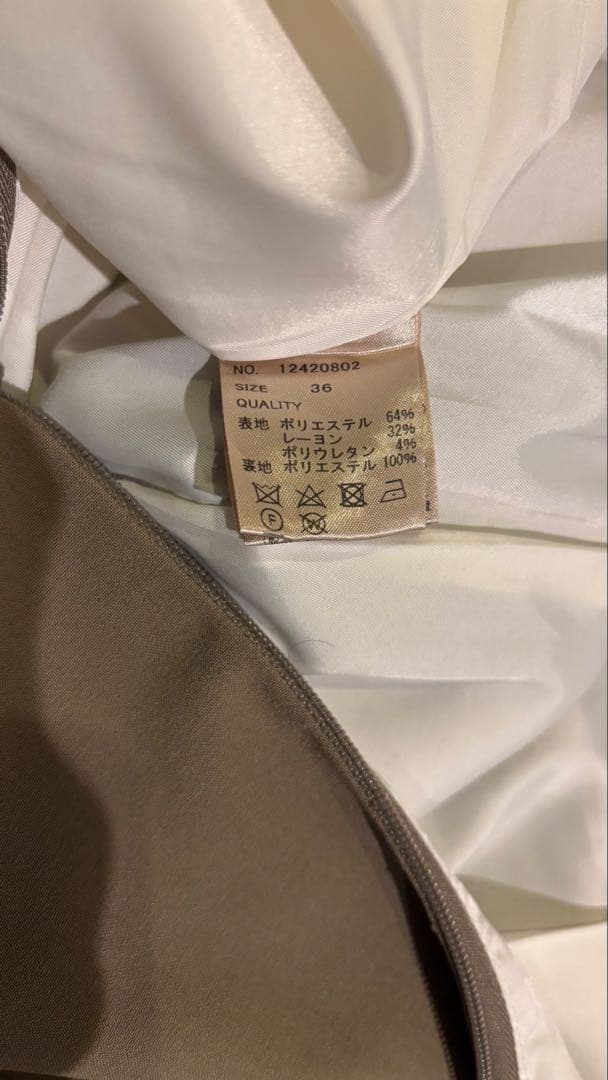 NO. 12420802
SIZE 36
QUALITY
表地 ポリエステル 64%
レーヨン 32%
ポリウレタン 4%
裏地 ポリエステル 100%
F
W